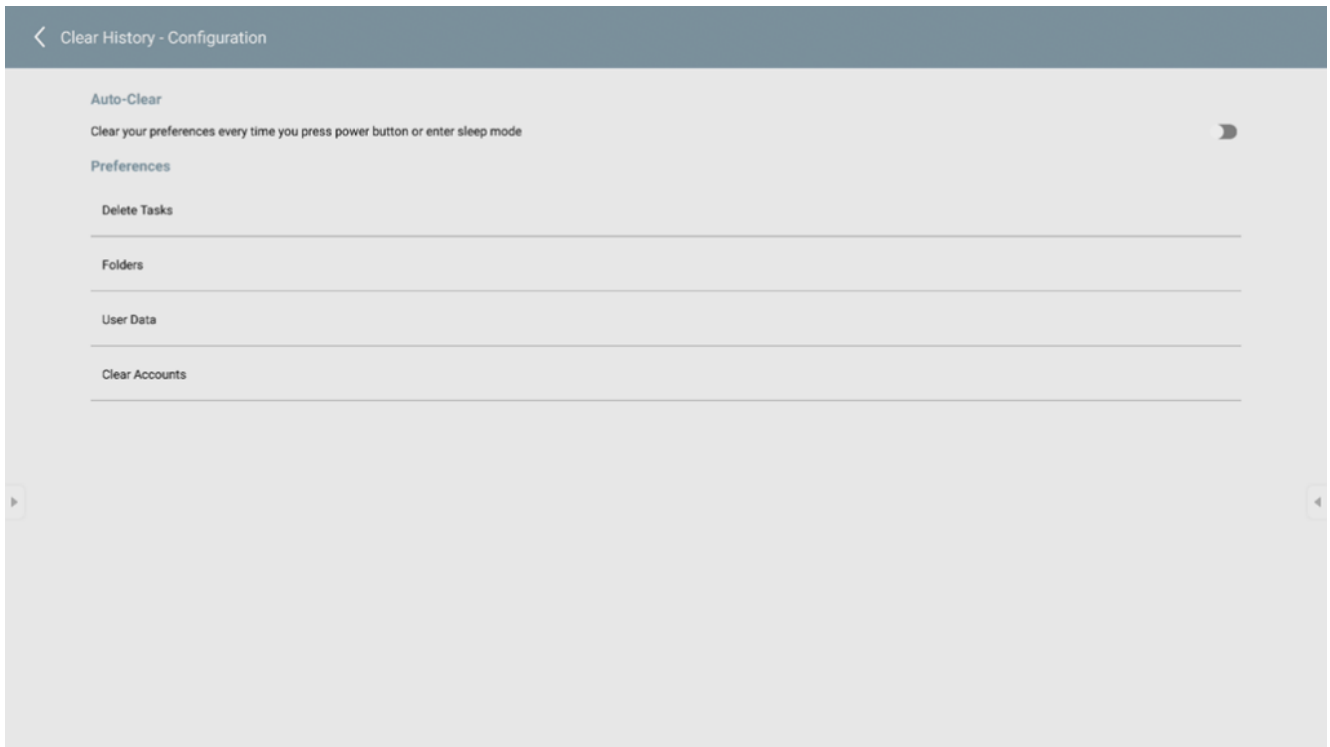 Clear History - Configuration
Auto-Clear
Clear your preferences every time you press power button or enter sleep mode
Preferences
Delete Tasks
Folders
User Data
Clear Accounts